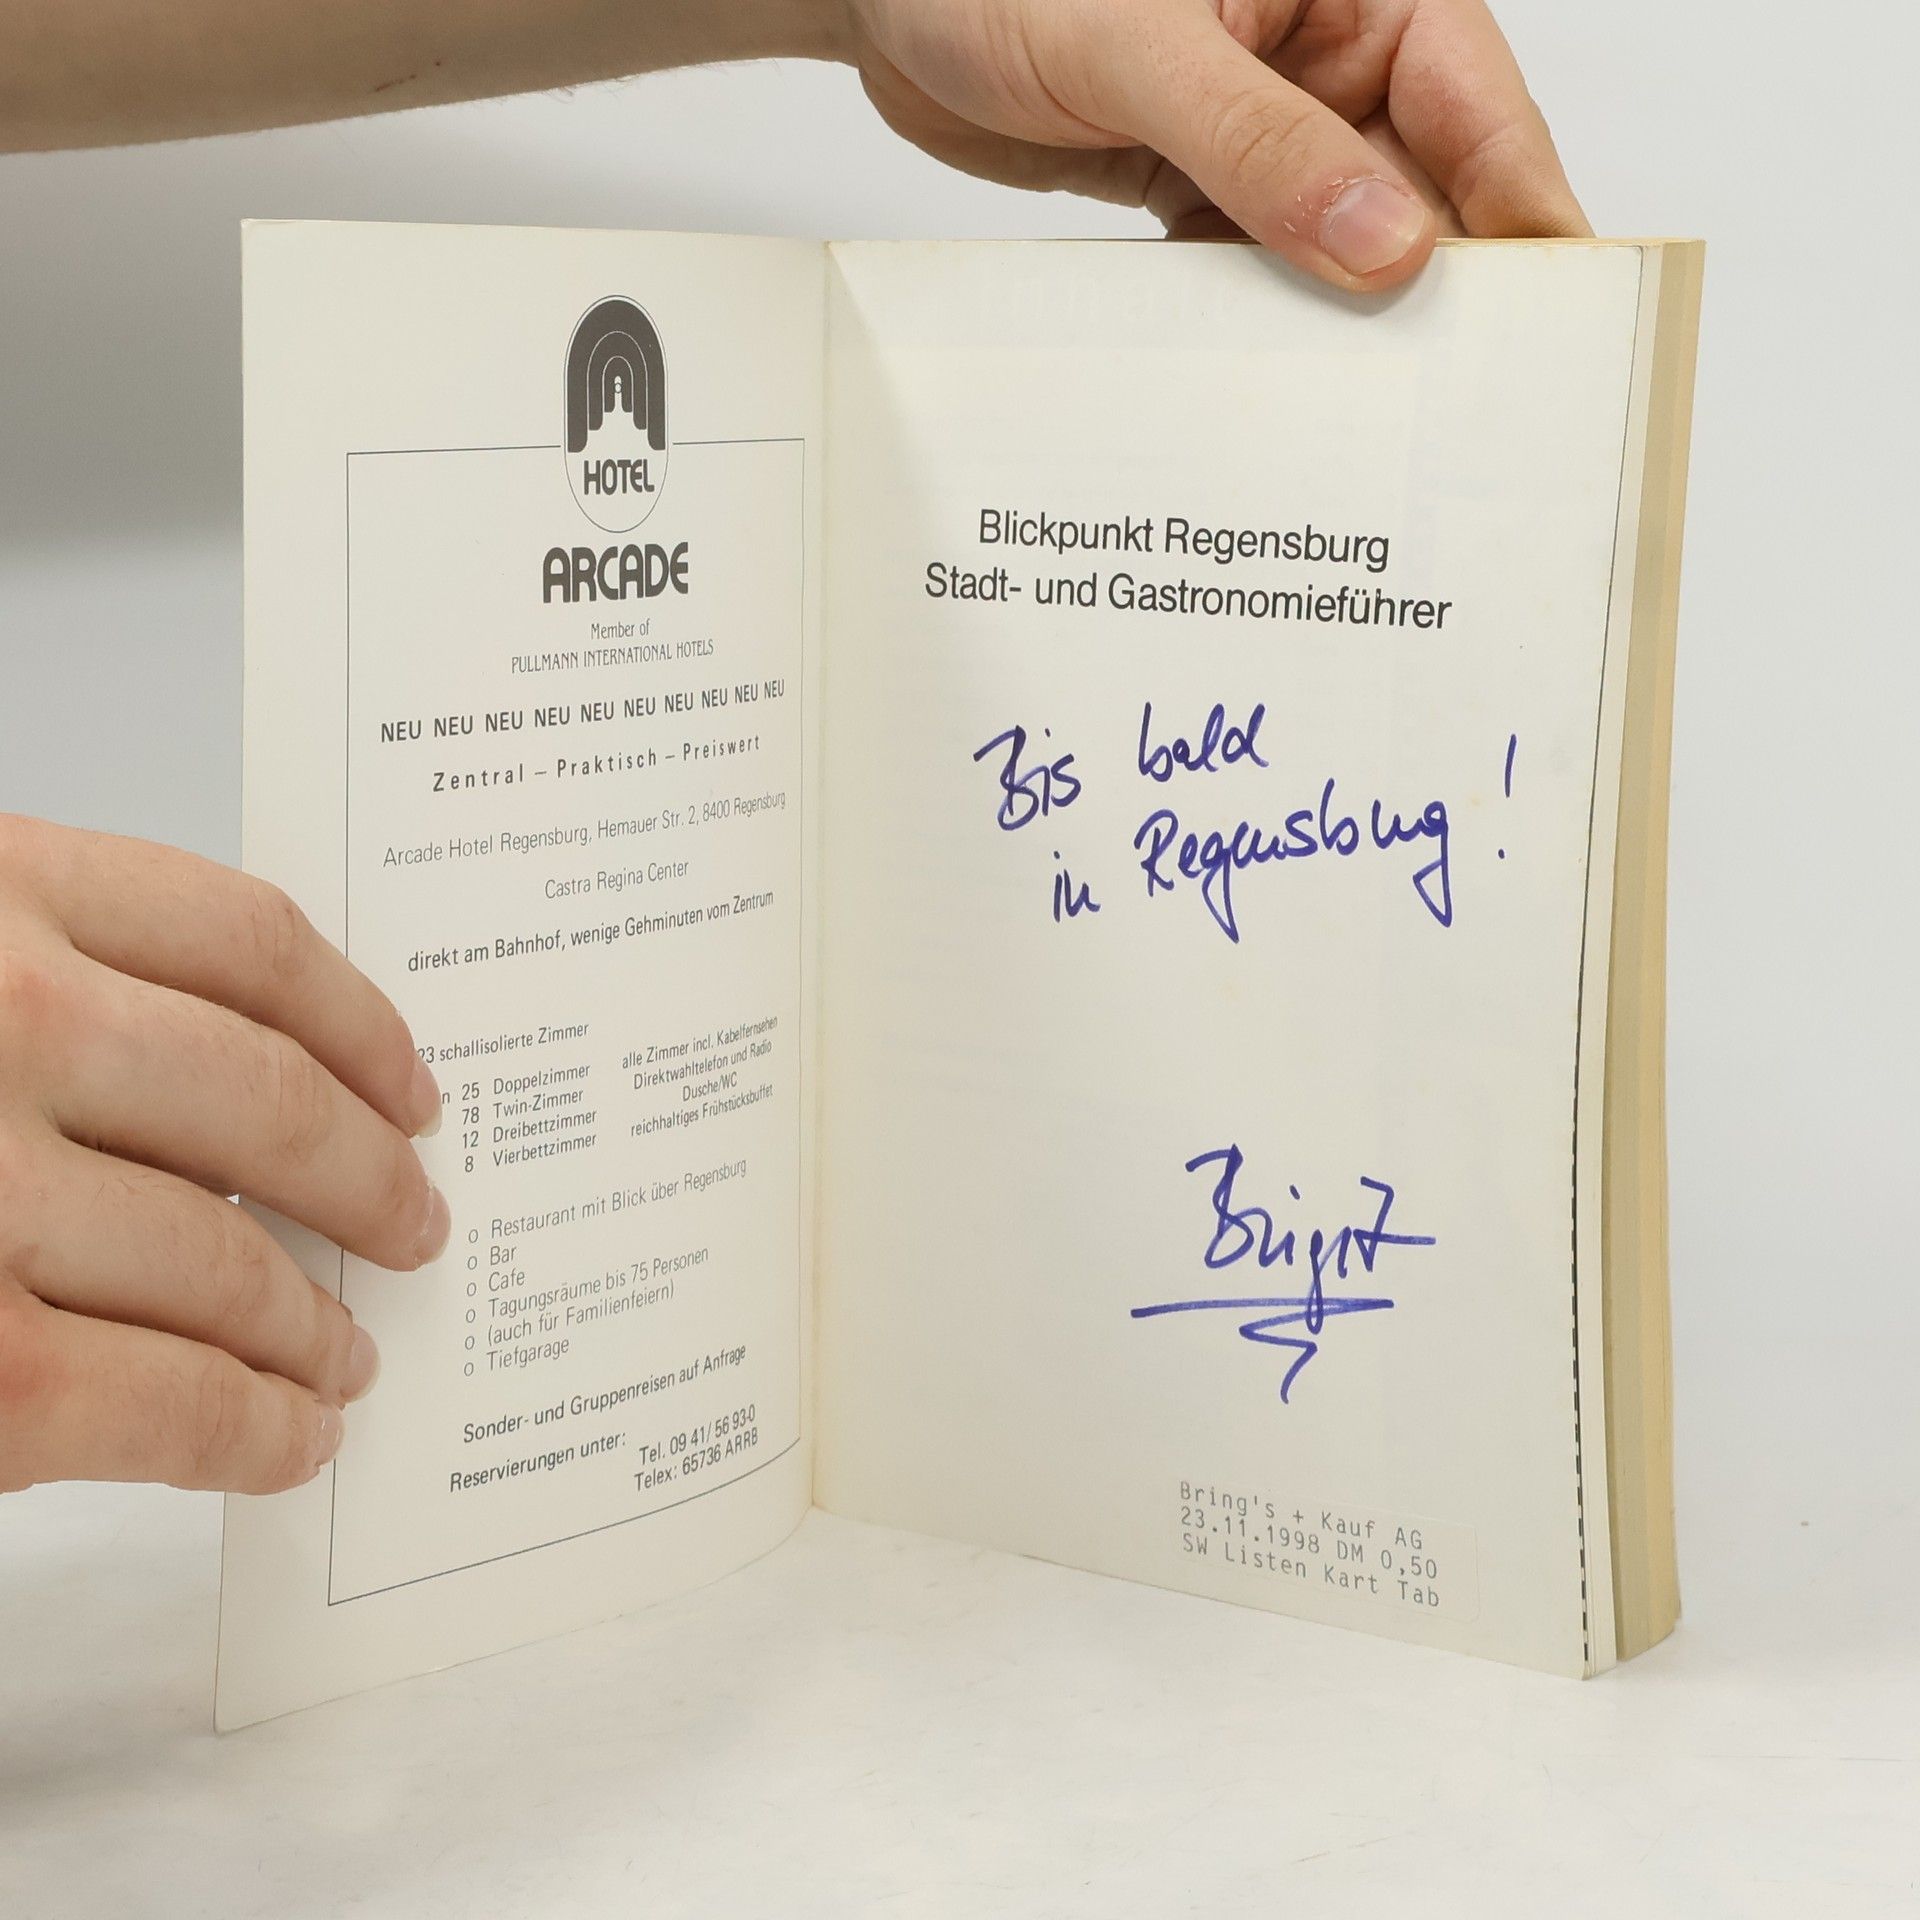 HOTEL
ARCADE
Member of
PULLMANN INTERNATIONAL HOTELS
NEU NEU NEU NEU NEU NEU NEU NEU NEU NEU
Zentral – Praktisch – Preiswert
Arcade Hotel Regensburg, Hemauer Str. 2, 8400 Regensburg
Castra Regina Center
direkt am Bahnhof, wenige Gehminuten vom Zentrum
23 schallisolierte Zimmer
n 25 Doppelzimmer
78 Twin-Zimmer
12 Dreibettzimmer
8 Vierbettzimmer
alle Zimmer incl. Kabelfernsehen
Direktwahltelefon und Radio
Dusche/WC
reichhaltiges Frühstücksbuffet
o Restaurant mit Blick über Regensburg
o Bar
o Cafe
o Tagungsräume bis 75 Personen
o (auch für Familienfeiern)
o Tiefgarage
Sonder- und Gruppenreisen auf Anfrage
Reservierungen unter: Tel. 09 41/ 56 93-0
Telex: 65736 ARRB
Blickpunkt Regensburg
Stadt- und Gastronomieführer
Bis bald
in Regensburg !
Birgit
Bring's + Kauf AG
23.11.1998 DM 0,50
SW Listen Kart Tab